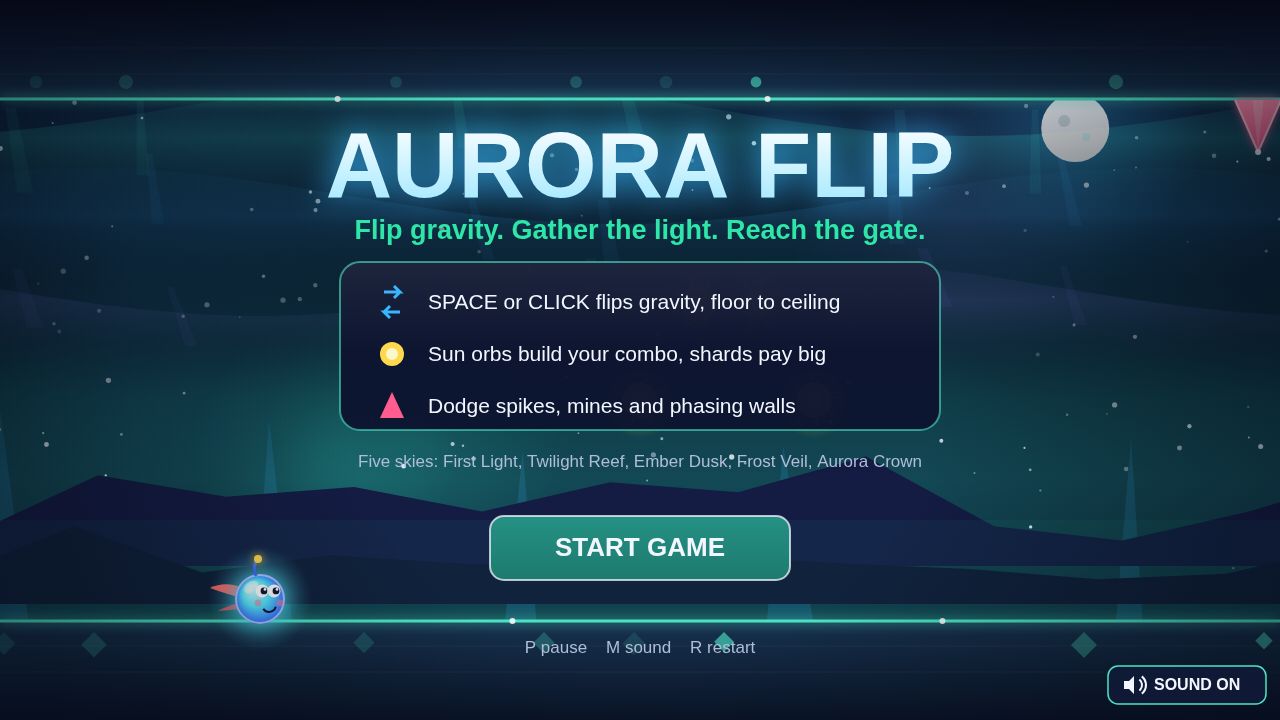 AURORA FLIP
Flip gravity. Gather the light. Reach the gate.
SPACE or CLICK flips gravity, floor to ceiling
Sun orbs build your combo, shards pay big
Dodge spikes, mines and phasing walls
Five skies: First Light, Twilight Reef, Ember Dusk, Frost Veil, Aurora Crown
START GAME
P pause M sound R restart
SOUND ON